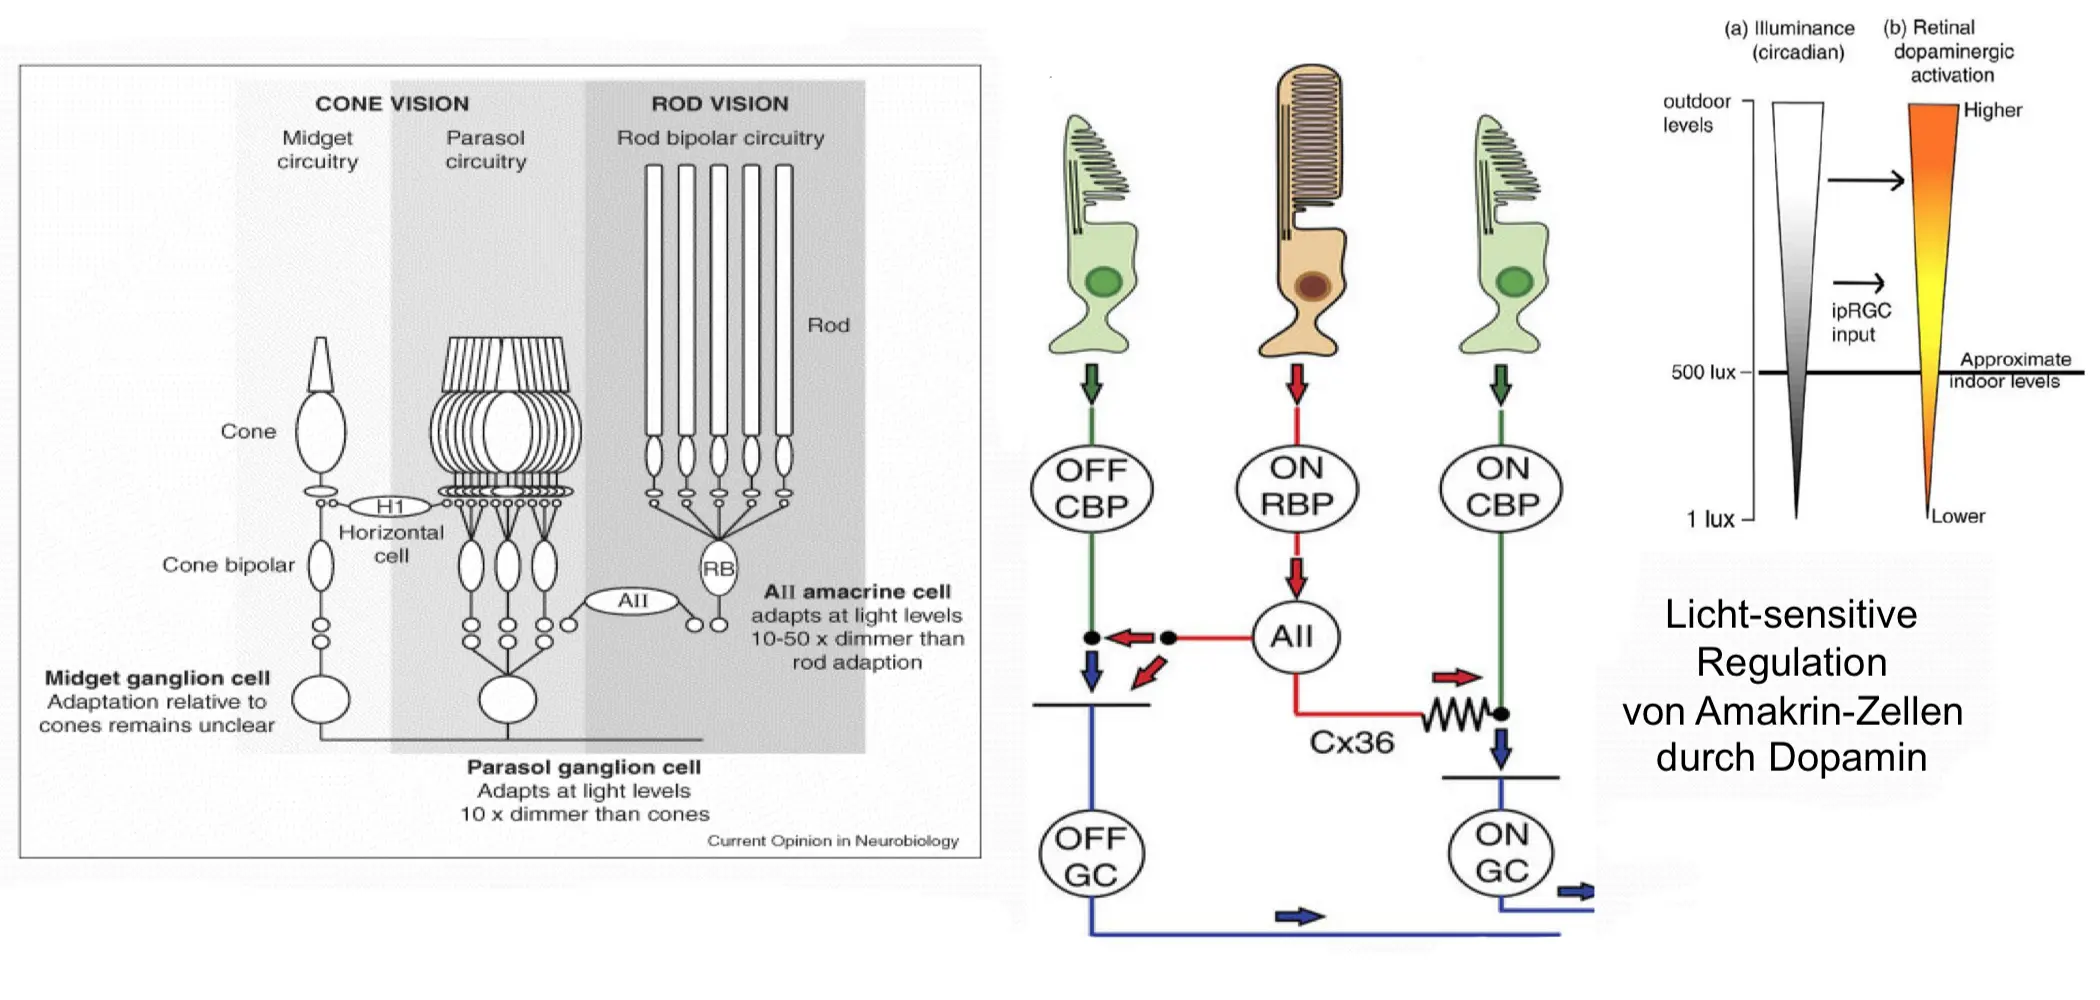 CONE VISION
Midget
circuitry
Parasol
circuitry
ROD VISION
Rod bipolar circuitry
Rod
Cone
H1
Horizontal
cell
Cone bipolar
RB
AII
AII amacrine cell
adapts at light levels
10-50 x dimmer than
rod adaption
Midget ganglion cell
Adaptation relative to
cones remains unclear
Parasol ganglion cell
Adapts at light levels
10 x dimmer than cones
Current Opinion in Neurobiology
OFF
CBP
ON
RBP
ON
CBP
AII
Cx36
OFF
GC
ON
GC
(a) Illuminance
(circadian)
(b) Retinal
dopaminergic
activation
outdoor
levels
Higher
ipRGC
input
500 lux
Approximate
indoor levels
1 lux
Lower
Licht-sensitive
Regulation
von Amakrin-Zellen
durch Dopamin